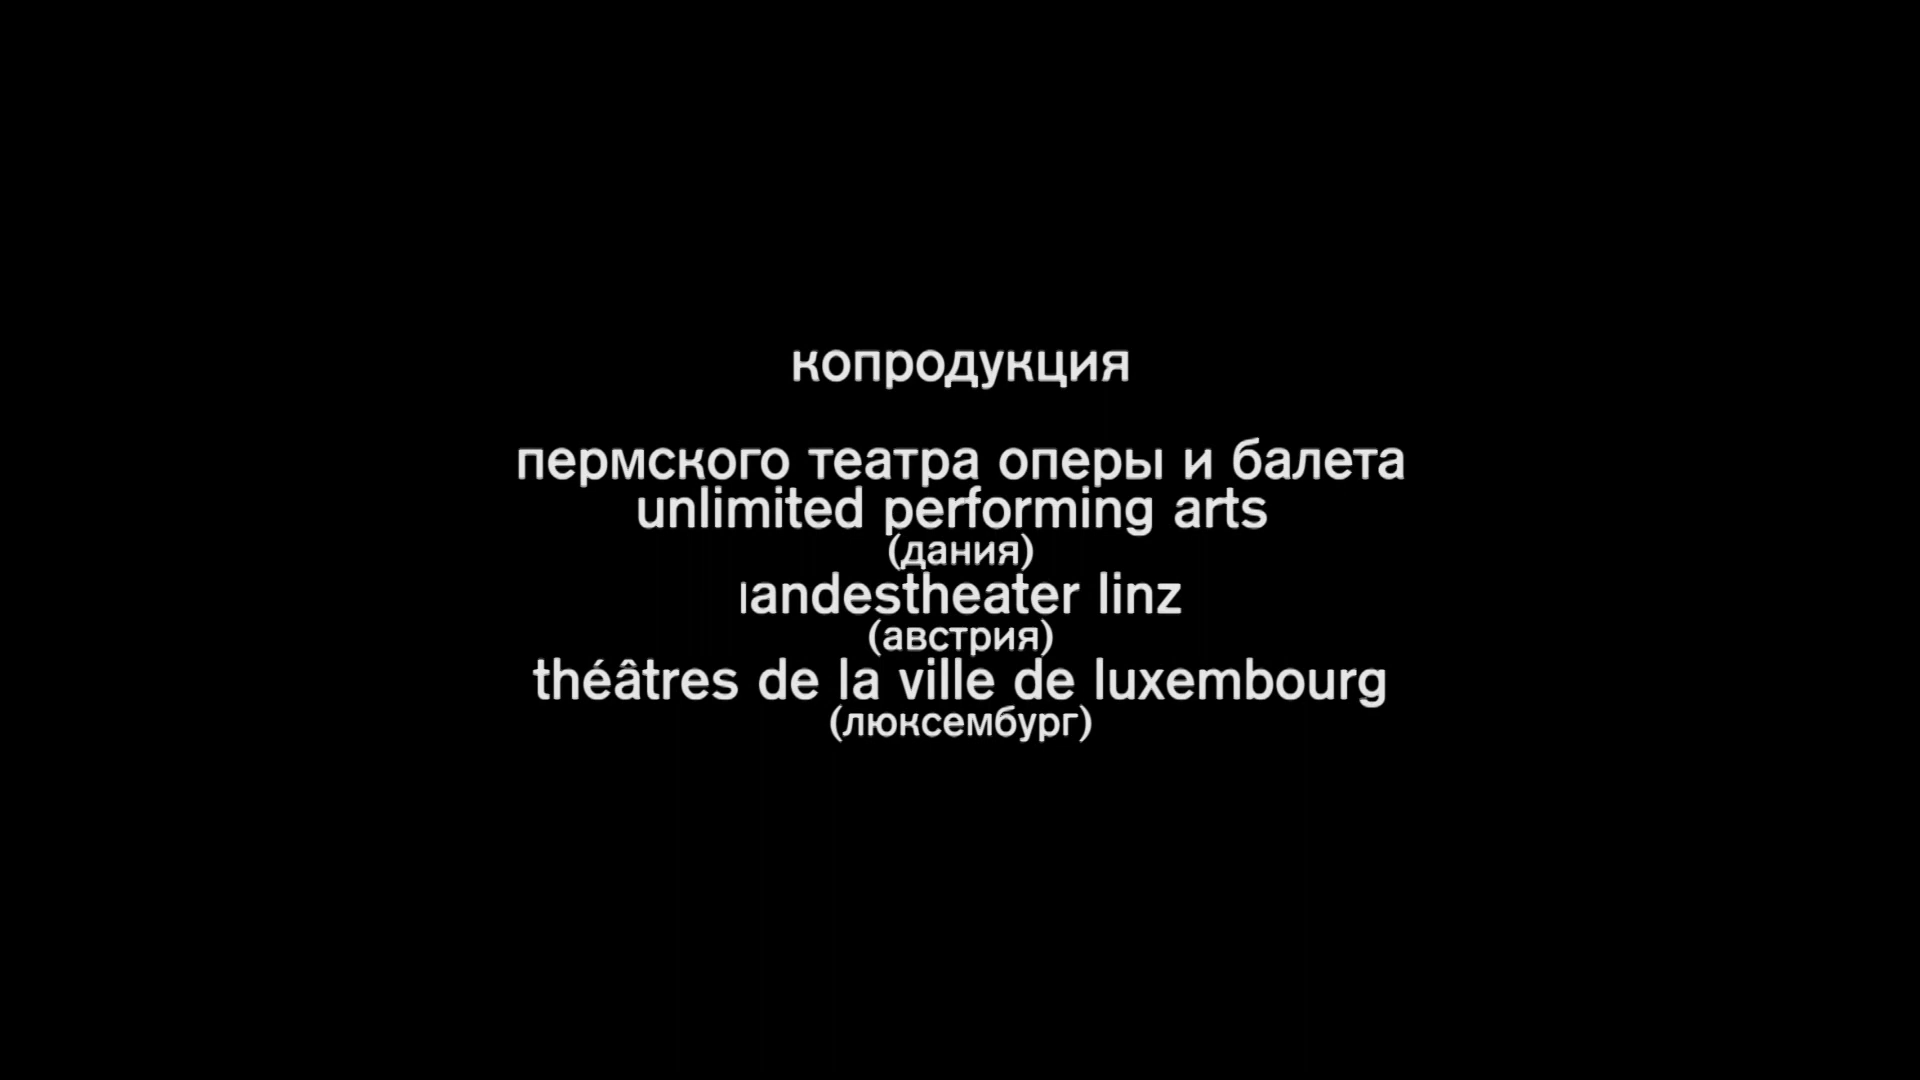 копродукция
пермского театра оперы и балета
unlimited performing arts
(дания)
landestheater linz
(австрия)
théâtres de la ville de luxembourg
(люксембург)